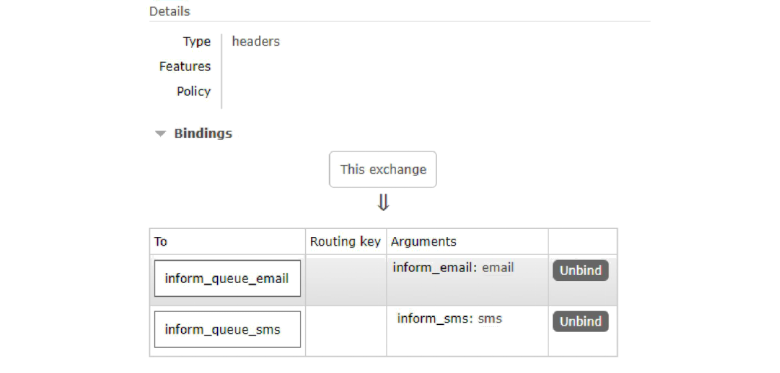 Details
Type headers
Features
Policy
Bindings
This exchange
⇓
To Routing key Arguments
inform_queue_email inform_email: email Unbind
inform_queue_sms inform_sms: sms Unbind